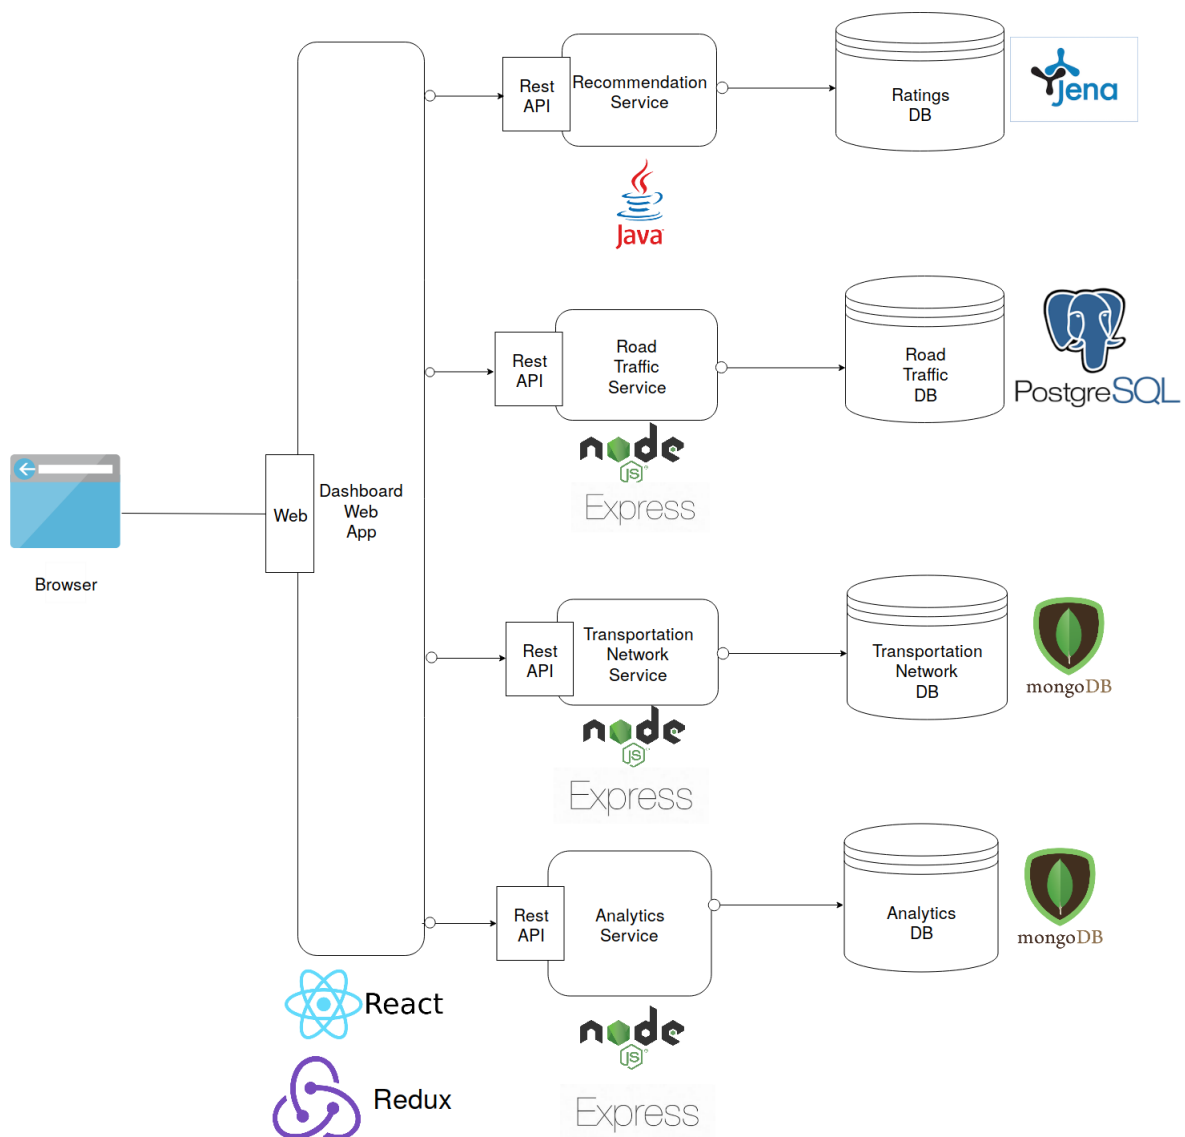 Rest
API
Recommendation
Service
Ratings
DB
Jena
Java
Rest
API
Road
Traffic
Service
Road
Traffic
DB
PostgreSQL
node
JS
Express
Browser
Web
Dashboard
Web
App
Rest
API
Transportation
Network
Service
Transportation
Network
DB
mongoDB
node
JS
Express
Rest
API
Analytics
Service
Analytics
DB
mongoDB
node
JS
Express
React
Redux